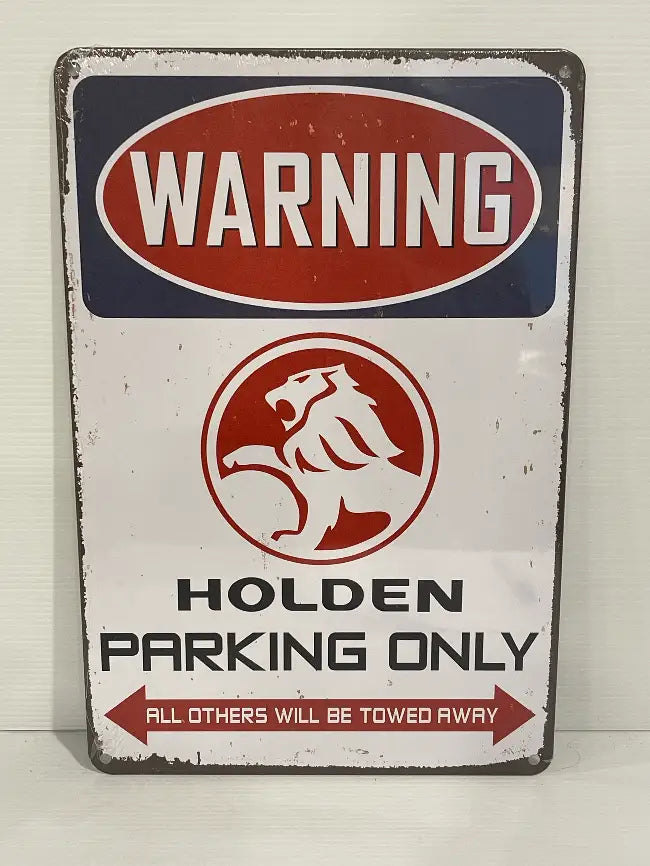 WARNING
HOLDEN
PARKING ONLY
ALL OTHERS WILL BE TOWED AWAY